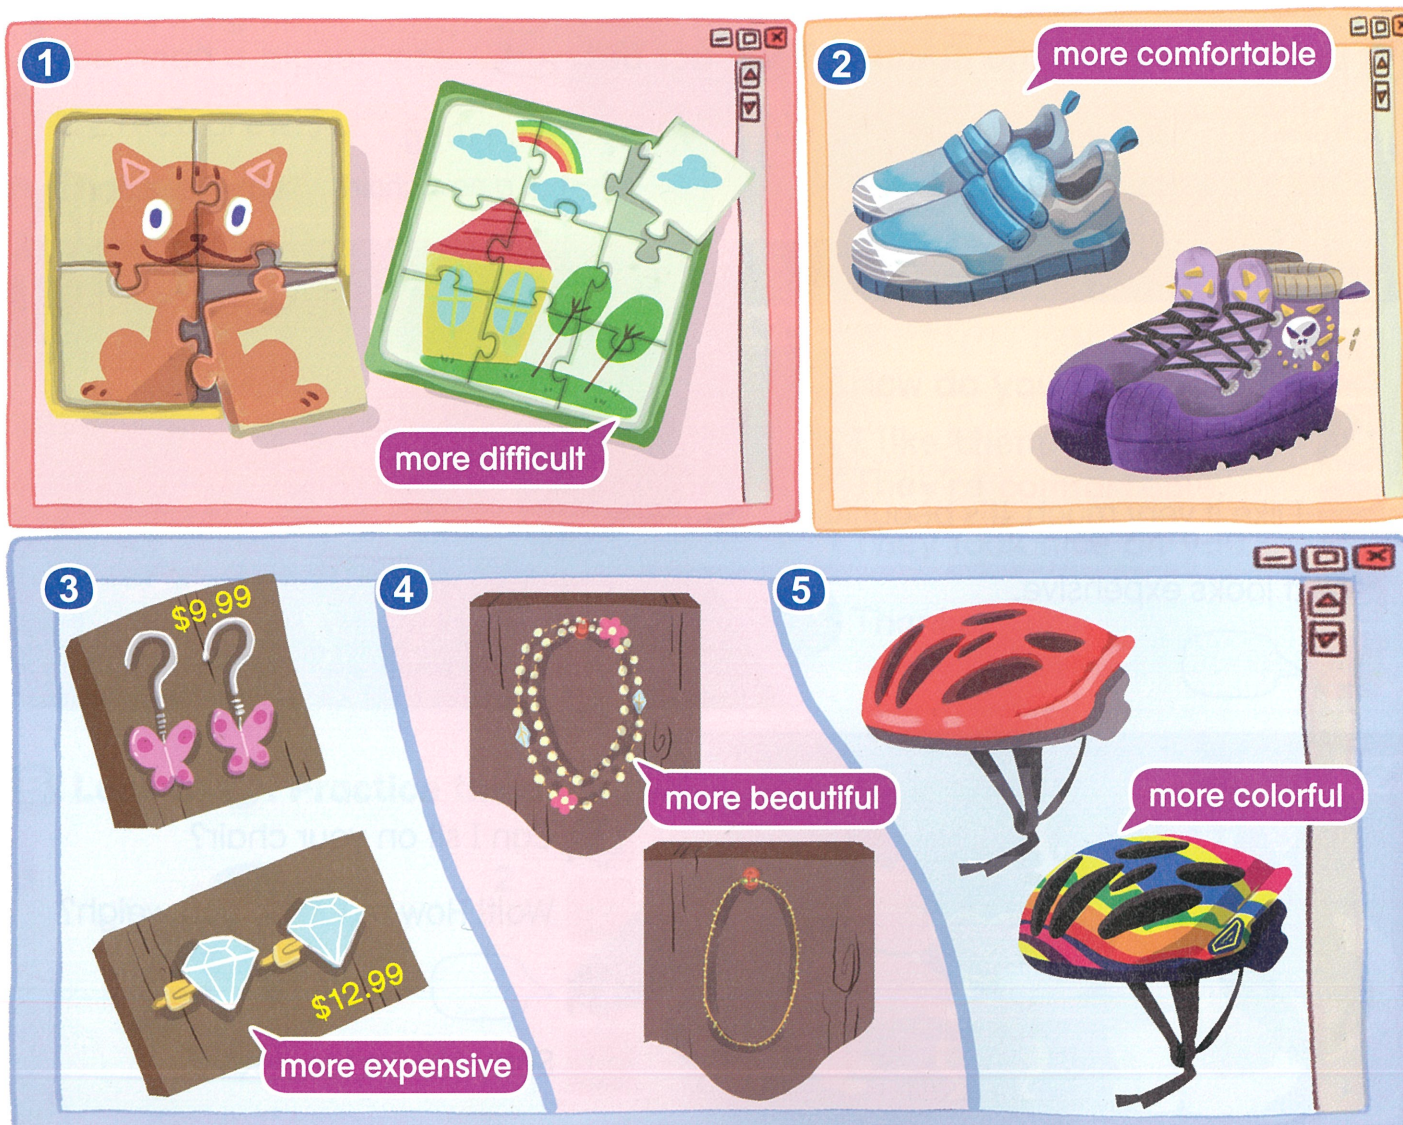 1
more difficult
2
more comfortable
3
$9.99
$12.99
more expensive
4
more beautiful
5
more colorful